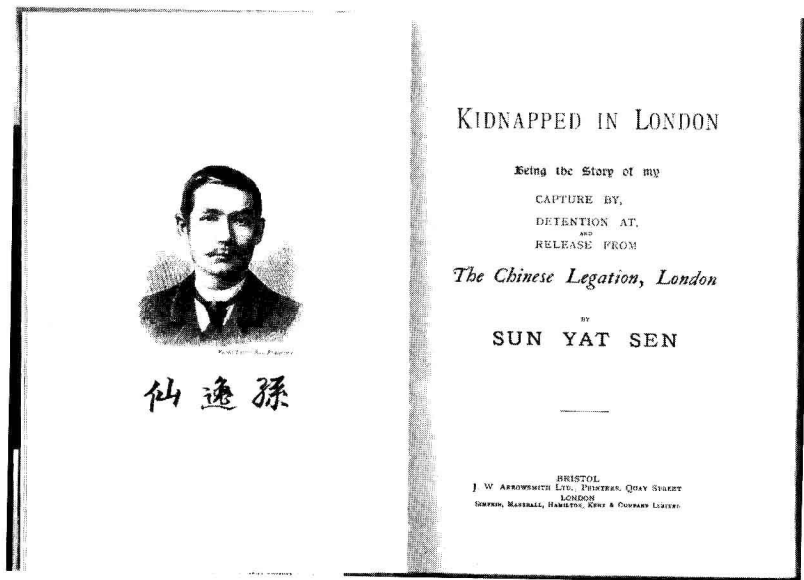 孫逸仙
KIDNAPPED IN LONDON
Being the Story of my
CAPTURE BY,
DETENTION AT,
AND
RELEASE FROM
The Chinese Legation, London
BY
SUN YAT SEN
BRISTOL
J. W ARROWSMITH LTD., PRINTERS, QUAY STREET
LONDON
SIMPKIN, MARSHALL, HAMILTON, KENT & COMPANY LIMITED